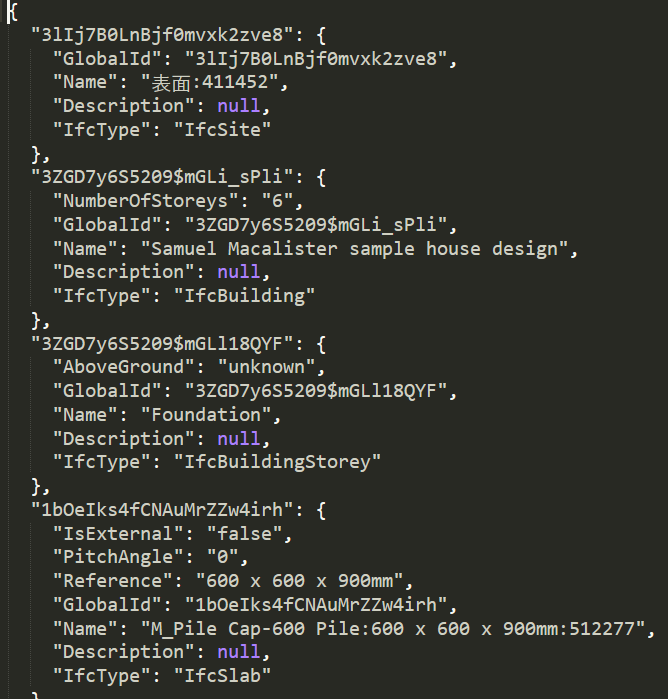 {
"3lIj7B0LnBjf0mvxk2zve8": {
"GlobalId": "3lIj7B0LnBjf0mvxk2zve8",
"Name": "表面:411452",
"Description": null,
"IfcType": "IfcSite"
},
"3ZGD7y6S5209$mGLi_sPli": {
"NumberOfStoreys": "6",
"GlobalId": "3ZGD7y6S5209$mGLi_sPli",
"Name": "Samuel Macalister sample house design",
"Description": null,
"IfcType": "IfcBuilding"
},
"3ZGD7y6S5209$mGLl18QYF": {
"AboveGround": "unknown",
"GlobalId": "3ZGD7y6S5209$mGLl18QYF",
"Name": "Foundation",
"Description": null,
"IfcType": "IfcBuildingStorey"
},
"1bOeIks4fCNAuMrZZw4irh": {
"IsExternal": "false",
"PitchAngle": "0",
"Reference": "600 x 600 x 900mm",
"GlobalId": "1bOeIks4fCNAuMrZZw4irh",
"Name": "M_Pile Cap-600 Pile:600 x 600 x 900mm:512277",
"Description": null,
"IfcType": "IfcSlab"
},